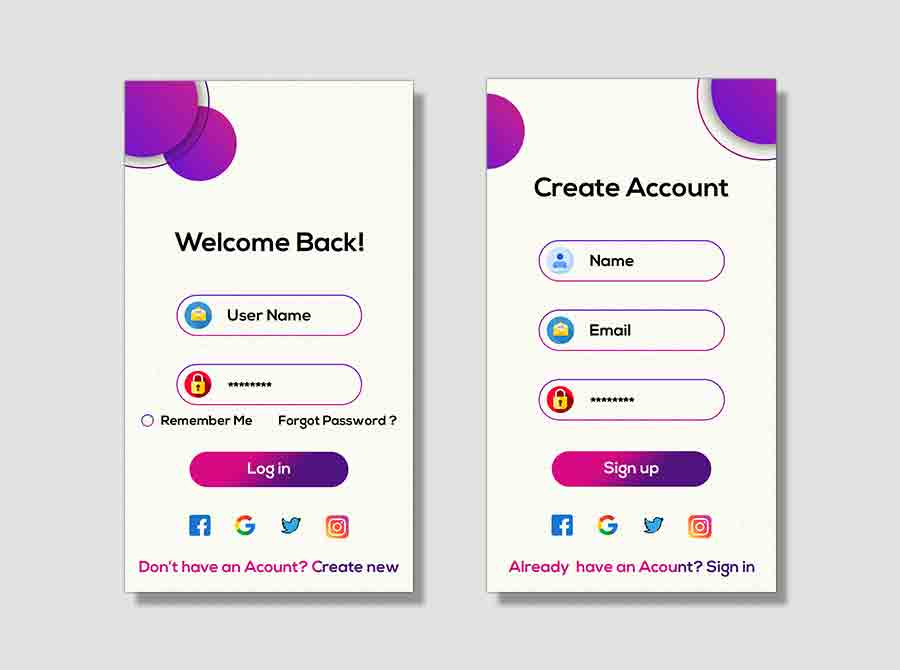 Welcome Back!
User Name
********
Remember Me Forgot Password ?
Log in
Don't have an Acount? Create new
Create Account
Name
Email
********
Sign up
Already have an Acount? Sign in